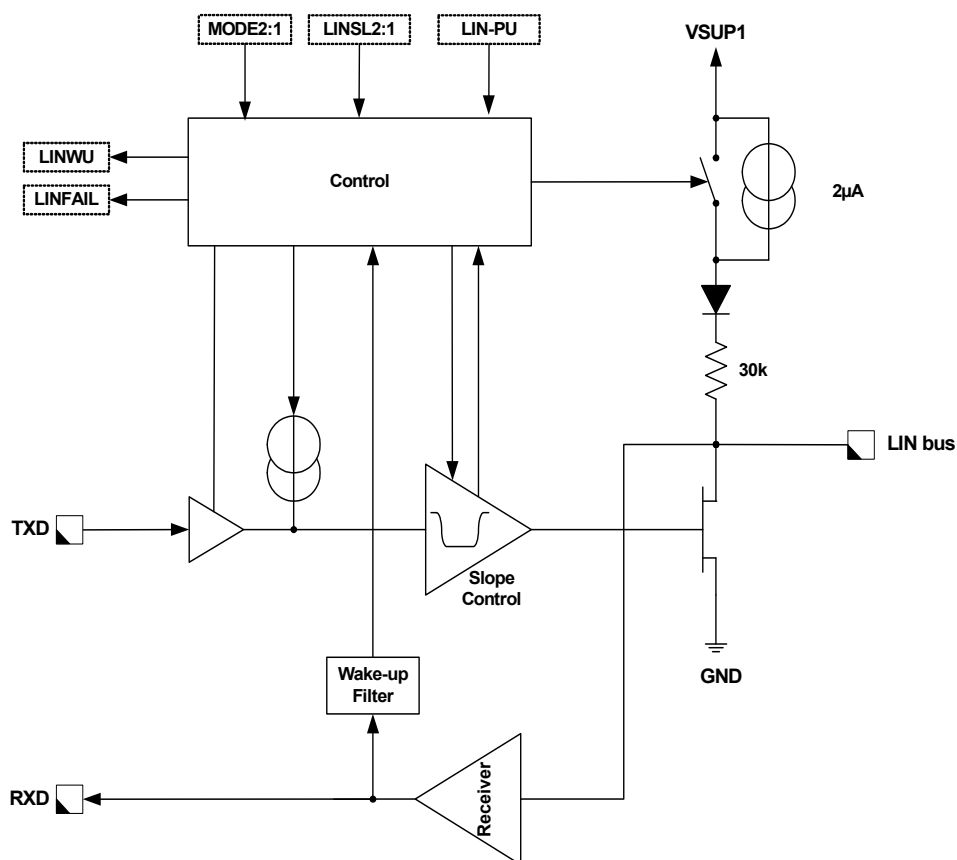 MODE2:1
LINSL2:1
LIN-PU
VSUP1
LINWU
Control
LINFAIL
2µA
30k
LIN bus
TXD
Slope
Control
Wake-up
Filter
GND
RXD
Receiver